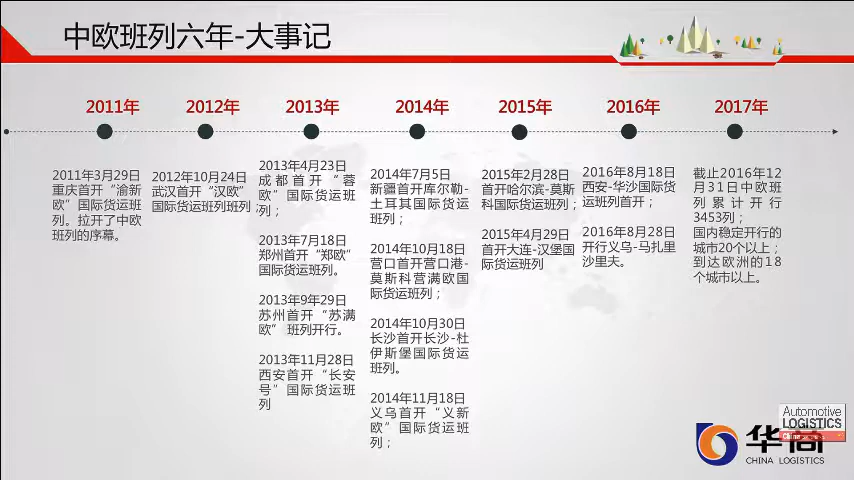 中欧班列六年-大事记
2011年
2012年
2013年
2014年
2015年
2016年
2017年
2011年3月29日
重庆首开“渝新
欧”国际货运班
列。拉开了中欧
班列的序幕。
2012年10月24日
武汉首开“汉欧”
国际货运班列班列；
2013年4月23日
成都首开“蓉
欧”国际货运班
列；
2013年7月18日
郑州首开“郑欧”
国际货运班列。
2013年9年29日
苏州首开“苏满
欧” 班列开行。
2013年11月28日
西安首开“长安
号”国际货运班
列
2014年7月5日
新疆首开库尔勒-
土耳其国际货运
班列；
2014年10月18日
营口首开营口港-
莫斯科营满欧国
际货运班列；
2014年10月30日
长沙首开长沙-杜
伊斯堡国际货运
班列。
2014年11月18日
义乌首开“义新
欧”国际货运班
列；
2015年2月28日
首开哈尔滨-莫斯
科国际货运班列；
2015年4月29日
首开大连-汉堡国
际货运班列
2016年8月18日
西安-华沙国际货
运班列首开；
2016年8月28日
开行义乌-马扎里
沙里夫。
截止2016年12
月31日中欧班
列累计开行
3453列；
国内稳定开行的
城市20个以上；
到达欧洲的18
个城市以上。
Automotive
LOGISTICS
China
华商
CHINA LOGISTICS